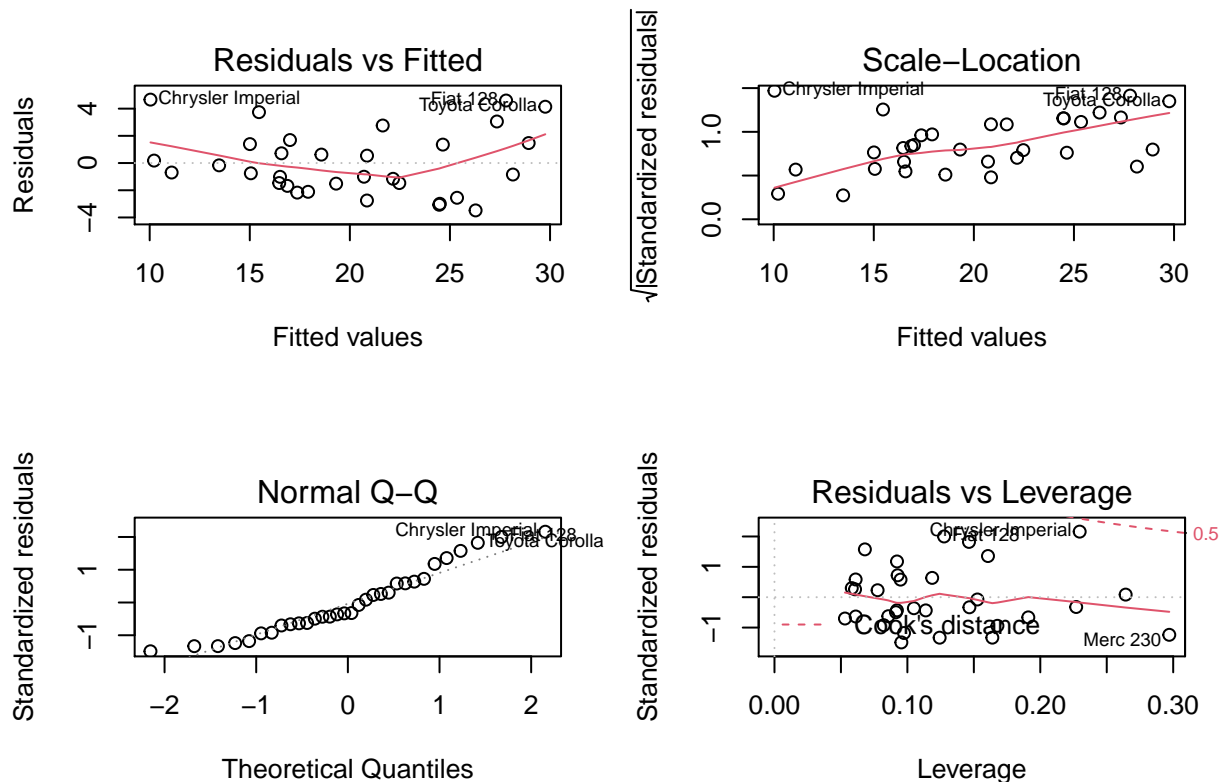 Residuals vs Fitted
Residuals
4
0
−4
Chrysler Imperial
Fiat 128
Toyota Corolla
10 15 20 25 30
Fitted values
Scale−Location
√|Standardized residuals|
1.0
0.0
Chrysler Imperial
Fiat 128
Toyota Corolla
10 15 20 25 30
Fitted values
Normal Q−Q
Standardized residuals
1
−1
Chrysler Imperial
Fiat 128
Toyota Corolla
−2 −1 0 1 2
Theoretical Quantiles
Residuals vs Leverage
Standardized residuals
1
−1
Chrysler Imperial
Fiat 128
0.5
Cook's distance
Merc 230
0.00 0.10 0.20 0.30
Leverage